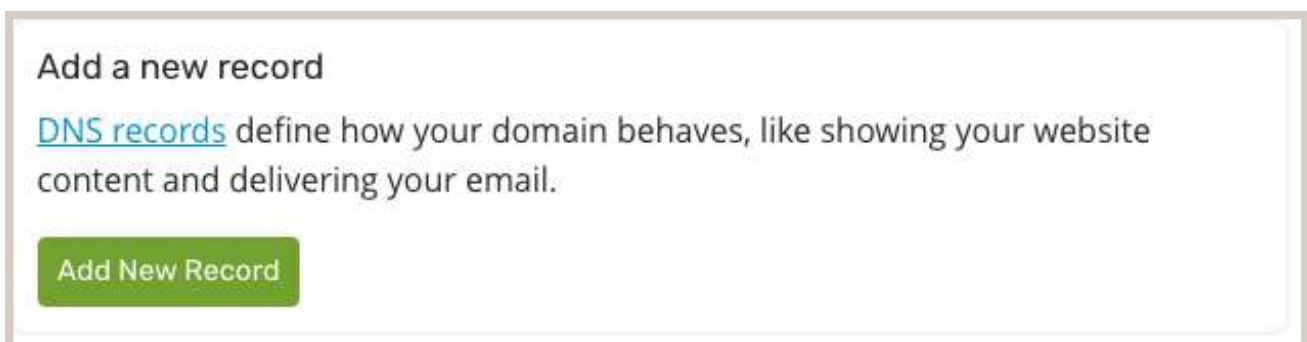 Add a new record
DNS records define how your domain behaves, like showing your website
content and delivering your email.
Add New Record